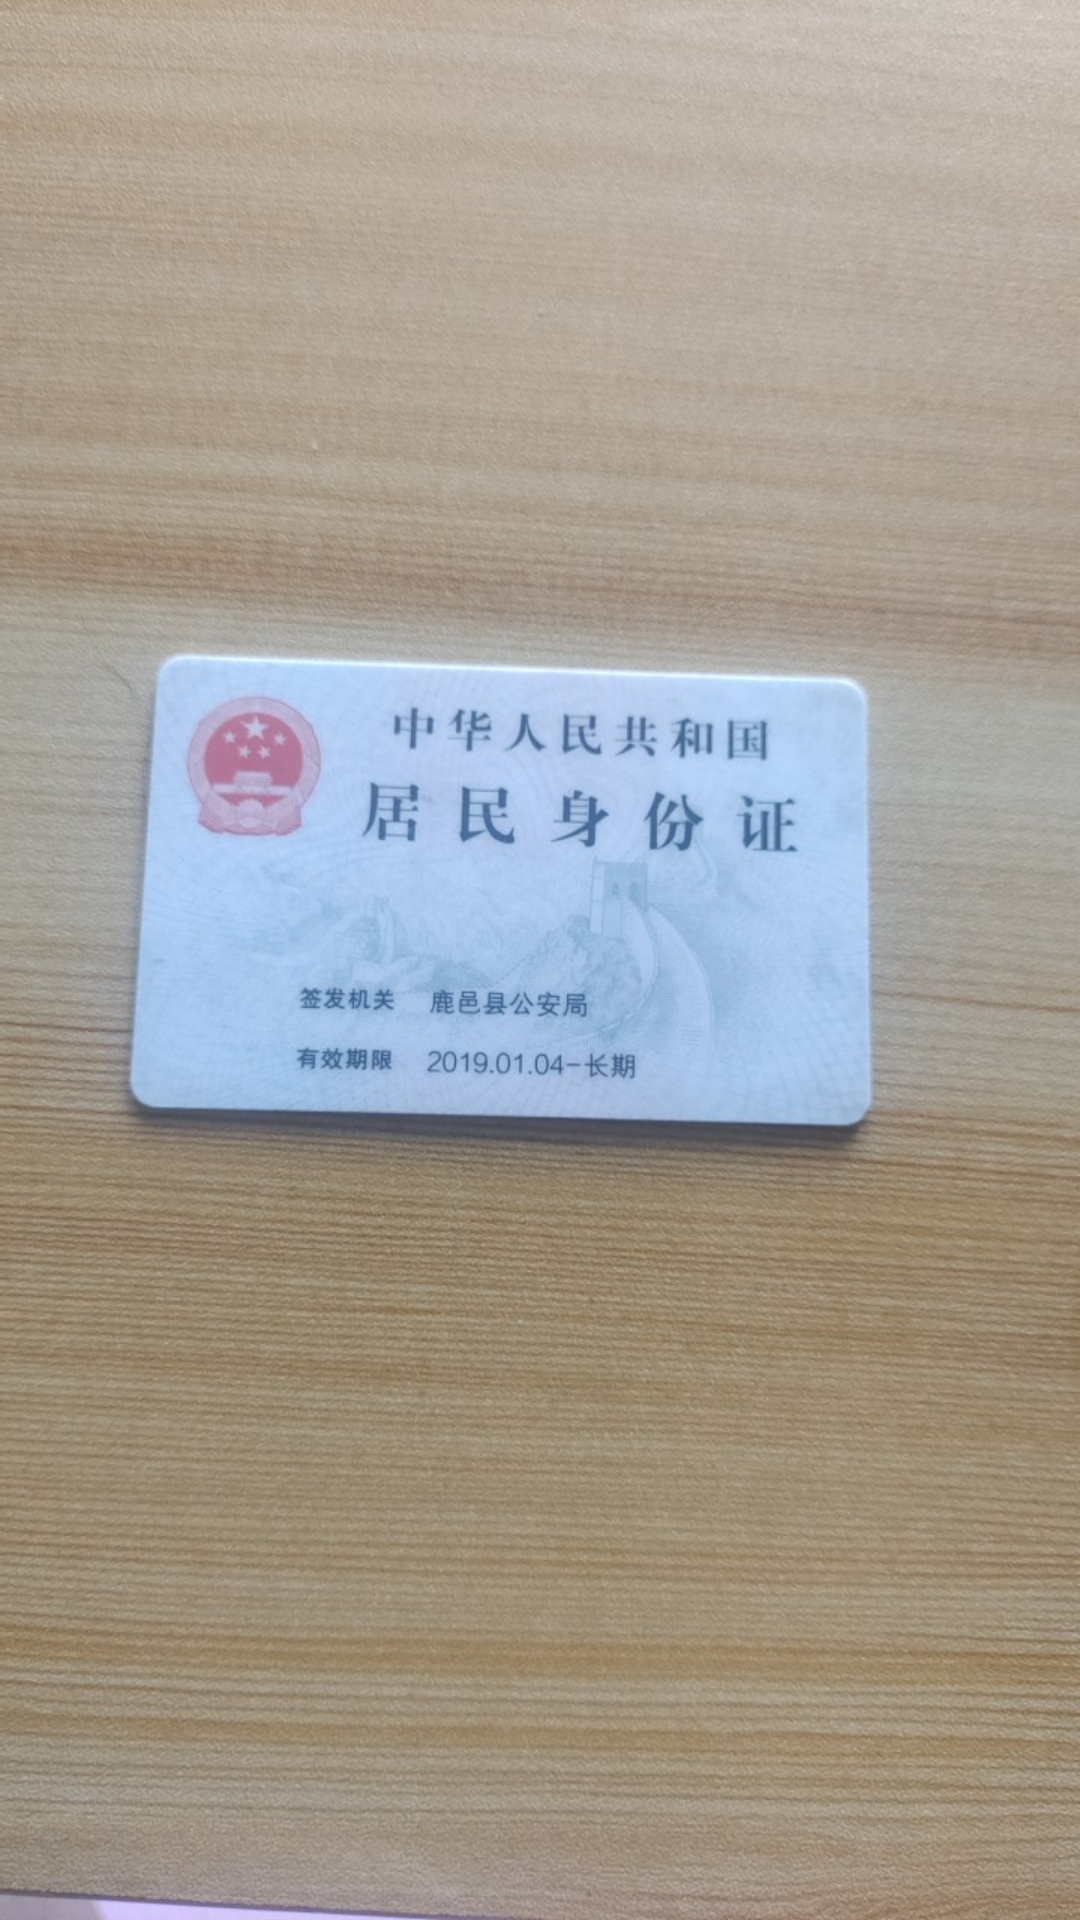 中华人民共和国
居民身份证
签发机关 鹿邑县公安局
有效期限 2019.01.04-长期